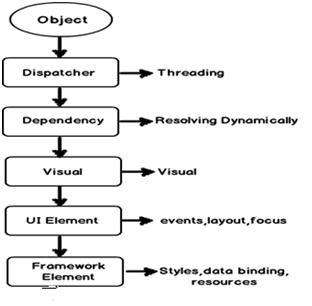 Object
Dispatcher
Threading
Dependency
Resolving Dynamically
Visual
Visual
UI Element
events,layout,focus
Framework
Element
Styles,data binding,
resources